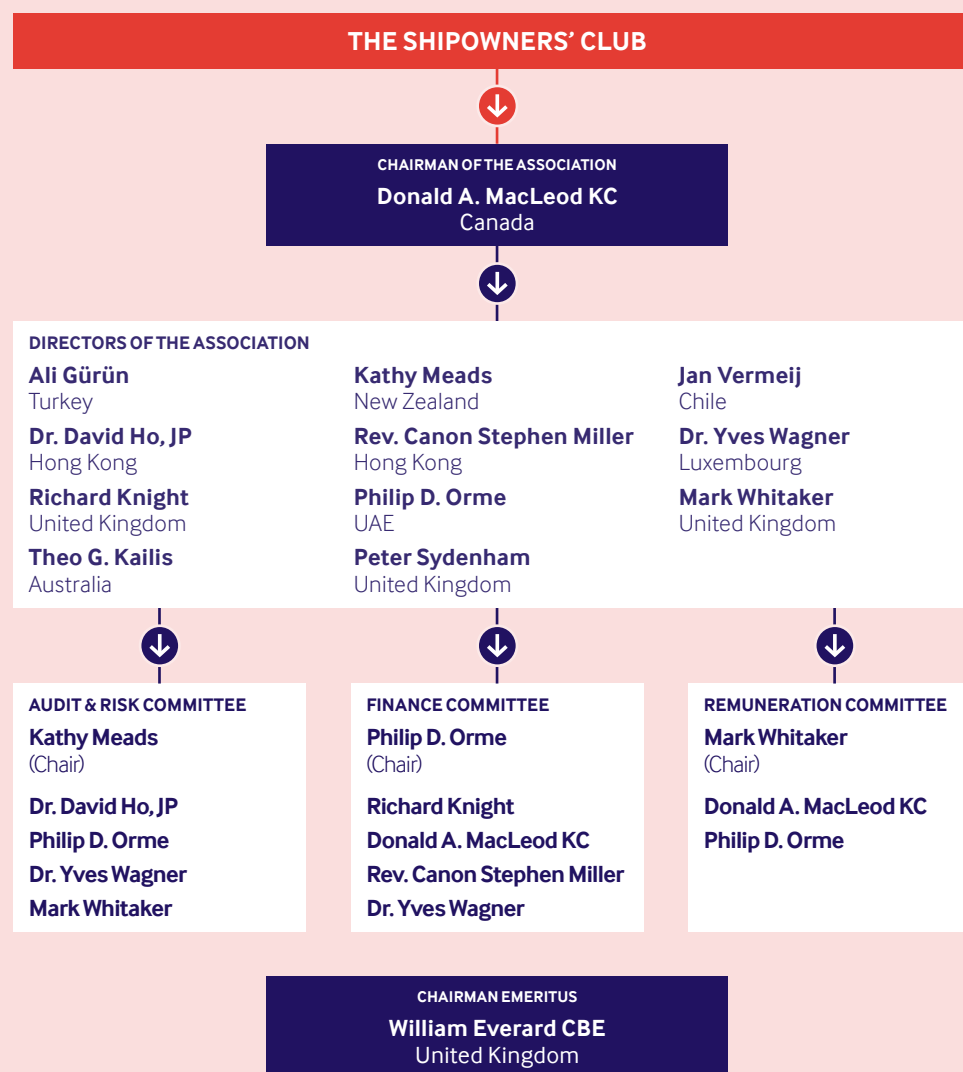 THE SHIPOWNERS’ CLUB
CHAIRMAN OF THE ASSOCIATION
Donald A. MacLeod KC
Canada
DIRECTORS OF THE ASSOCIATION
Ali Gürün
Turkey
Dr. David Ho, JP
Hong Kong
Richard Knight
United Kingdom
Theo G. Kailis
Australia
Kathy Meads
New Zealand
Rev. Canon Stephen Miller
Hong Kong
Philip D. Orme
UAE
Peter Sydenham
United Kingdom
Jan Vermeij
Chile
Dr. Yves Wagner
Luxembourg
Mark Whitaker
United Kingdom
AUDIT & RISK COMMITTEE
Kathy Meads
(Chair)
Dr. David Ho, JP
Philip D. Orme
Dr. Yves Wagner
Mark Whitaker
FINANCE COMMITTEE
Philip D. Orme
(Chair)
Richard Knight
Donald A. MacLeod KC
Rev. Canon Stephen Miller
Dr. Yves Wagner
REMUNERATION COMMITTEE
Mark Whitaker
(Chair)
Donald A. MacLeod KC
Philip D. Orme
CHAIRMAN EMERITUS
William Everard CBE
United Kingdom